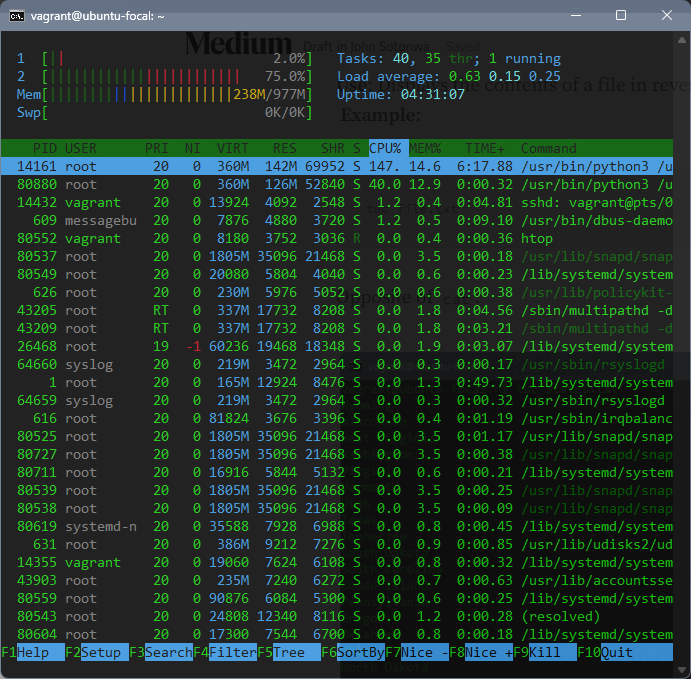 vagrant@ubuntu-focal: ~
Medium Draft in John Sotonwa Saved
1 [|| 2.0%] Tasks: 40, 35 thr; 1 running
2 [|||||||||||||||||||||||| 75.0%] Load average: 0.63 0.15 0.25
the contents of a file in rever
Mem[|||||||||||||||||||||||238M/977M] Uptime: 04:31:07
Swp[ 0K/0K]
Example:
PID USER PRI NI VIRT RES SHR S CPU% MEM% TIME+ Command
14161 root 20 0 360M 142M 69952 S 147. 14.6 6:17.88 /usr/bin/python3 /u
80880 root 20 0 360M 126M 52840 S 40.0 12.9 0:00.32 /usr/bin/python3 /u
14432 vagrant 20 0 13924 4092 2548 S 1.2 0.4 0:04.81 sshd: vagrant@pts/0
609 messagebu 20 0 7876 4880 3720 S 1.2 0.5 0:09.10 /usr/bin/dbus-daemo
80552 vagrant 20 0 8180 3752 3036 R 0.0 0.4 0:00.36 htop
80537 root 20 0 1805M 35096 21468 S 0.0 3.5 0:00.18 /usr/lib/snapd/snap
80549 root 20 0 20080 5804 4040 S 0.0 0.6 0:00.23 /lib/systemd/system
626 root 20 0 230M 5976 5052 S 0.0 0.6 0:00.38 /usr/lib/policykit-
43205 root RT 0 337M 17732 8208 S 0.0 1.8 0:04.56 /sbin/multipathd -d
43209 root RT 0 337M 17732 8208 S 0.0 1.8 0:03.21 /sbin/multipathd -d
26468 root 19 -1 60236 19468 18348 S 0.0 1.9 0:03.07 /lib/systemd/system
64660 syslog 20 0 219M 3472 2964 S 0.0 0.3 0:00.17 /usr/sbin/rsyslogd
1 root 20 0 165M 12924 8476 S 0.0 1.3 0:49.73 /lib/systemd/system
64659 syslog 20 0 219M 3472 2964 S 0.0 0.3 0:00.32 /usr/sbin/rsyslogd
616 root 20 0 81824 3676 3396 S 0.0 0.4 0:01.19 /usr/sbin/irqbalanc
80525 root 20 0 1805M 35096 21468 S 0.0 3.5 0:01.17 /usr/lib/snapd/snap
80727 root 20 0 1805M 35096 21468 S 0.0 3.5 0:00.38 /usr/lib/snapd/snap
80711 root 20 0 16916 5844 5132 S 0.0 0.6 0:00.21 /lib/systemd/system
80539 root 20 0 1805M 35096 21468 S 0.0 3.5 0:00.25 /usr/lib/snapd/snap
80538 root 20 0 1805M 35096 21468 S 0.0 3.5 0:00.09 /usr/lib/snapd/snap
80619 systemd-n 20 0 35588 7928 6988 S 0.0 0.8 0:00.45 /lib/systemd/system
631 root 20 0 386M 9212 7276 S 0.0 0.9 0:00.85 /usr/lib/udisks2/ud
14355 vagrant 20 0 19060 7624 6108 S 0.0 0.8 0:00.32 /lib/systemd/system
43903 root 20 0 235M 7240 6272 S 0.0 0.7 0:00.63 /usr/lib/accountsse
80559 root 20 0 90876 6084 5300 S 0.0 0.6 0:00.25 /lib/systemd/system
80543 root 20 0 24808 12340 8116 S 0.0 1.2 0:00.28 (resolved)
80604 root 20 0 17300 7544 6700 S 0.0 0.8 0:00.18 /lib/systemd/system
F1Help F2Setup F3SearchF4FilterF5Tree F6SortByF7Nice -F8Nice +F9Kill F10Quit